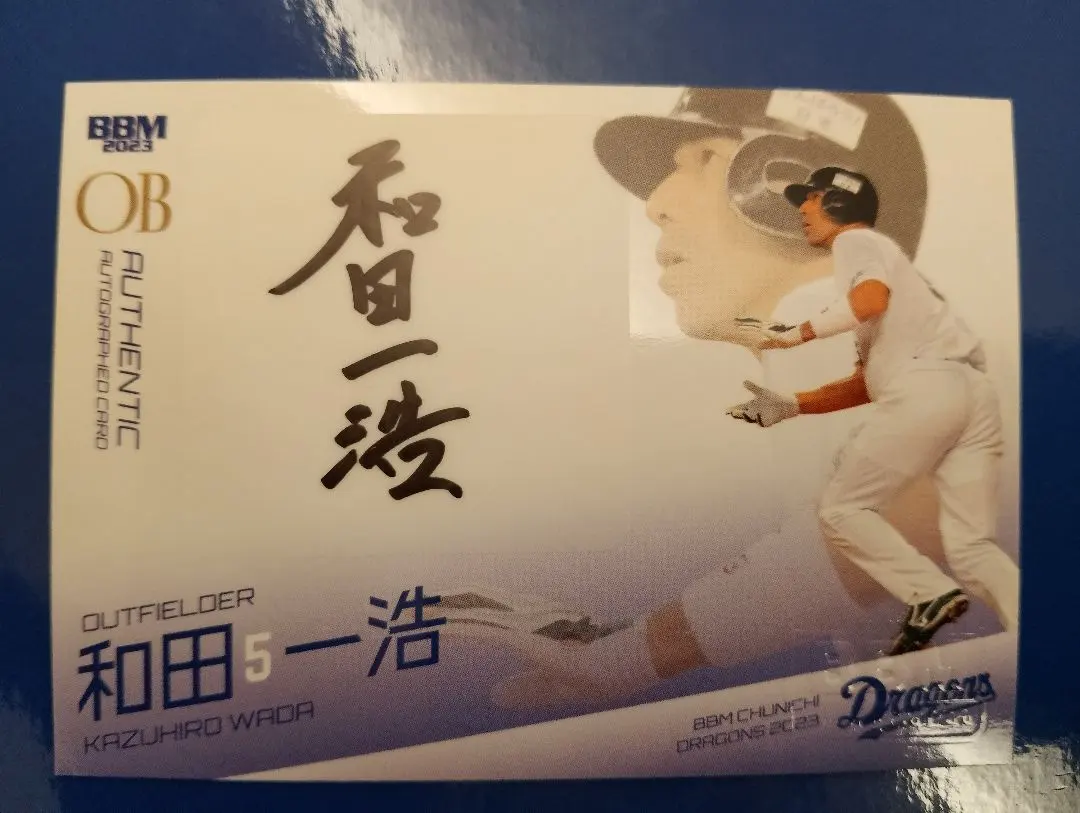 BBM
2023
OB
AUTHENTIC
AUTOGRAPHED CARD
和田一浩
OUTFIELDER
和田 5 一浩
KAZUHIRO WADA
BBM CHUNICHI
DRAGONS 2023
Dragons